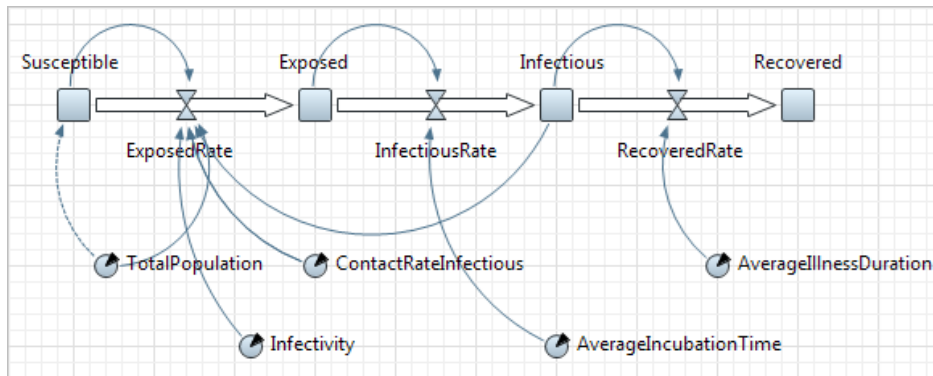 Susceptible
Exposed
Infectious
Recovered
ExposedRate
InfectiousRate
RecoveredRate
TotalPopulation
ContactRateInfectious
AverageIllnessDuration
Infectivity
AverageIncubationTime